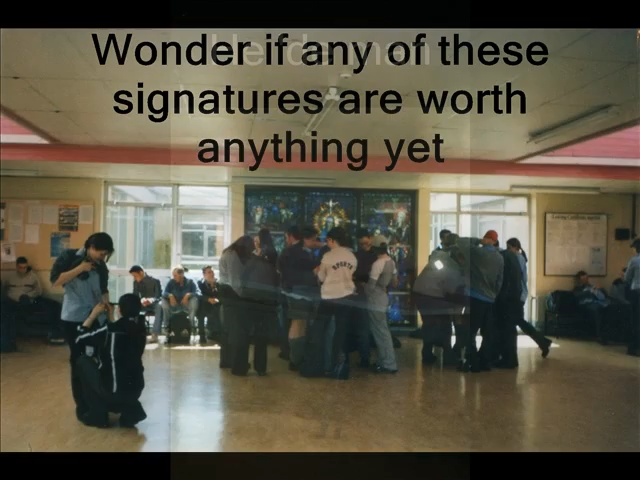 Wonder if any of these
signatures are worth
anything yet